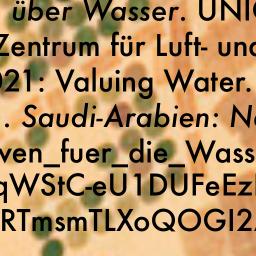 über Wasser. UNI
Zentrum für Luft- und
021: Valuing Water.
. Saudi-Arabien: N
ven_fuer_die_Wass
qWStC-eU1DUFeEz
RTmsmTLXoQOGI2